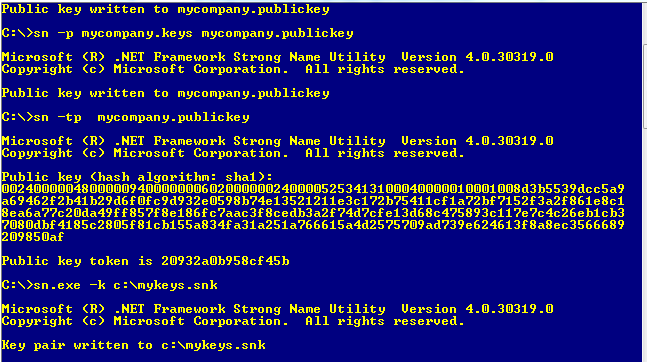 Public key written to mycompany.publickey
C:\>sn -p mycompany.keys mycompany.publickey
Microsoft (R) .NET Framework Strong Name Utility  Version 4.0.30319.0
Copyright (c) Microsoft Corporation.  All rights reserved.
Public key written to mycompany.publickey
C:\>sn -tp  mycompany.publickey
Microsoft (R) .NET Framework Strong Name Utility  Version 4.0.30319.0
Copyright (c) Microsoft Corporation.  All rights reserved.
Public key (hash algorithm: sha1):
00240000048000009400000006020000002400005253413100040000010001008d3b5539dcc5a9
a69462f2b41b29d6f0fc9d932e0598b74e13521211e3c172b75411cf1a72bf7152f3a2f861e8c1
8ea6a77c20da49ff857f8e186fc7aac3f8cedb3a2f74d7cfe13d68c475893c117e7c4c26eb1cb3
7080dbf4185c2805f81cb155a834fa31a251a766615a4d2575709ad739e624613f8a8ec3566689
209850af
Public key token is 20932a0b958cf45b
C:\>sn.exe -k c:\mykeys.snk
Microsoft (R) .NET Framework Strong Name Utility  Version 4.0.30319.0
Copyright (c) Microsoft Corporation.  All rights reserved.
Key pair written to c:\mykeys.snk